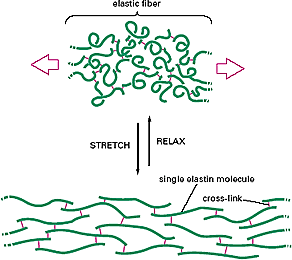 elastic fiber
STRETCH
RELAX
single elastin molecule
cross-link